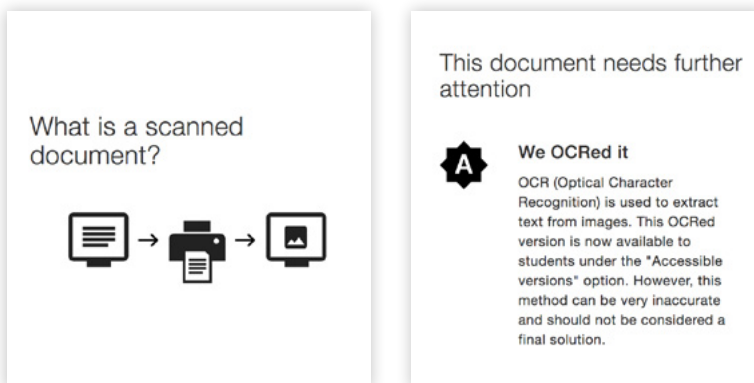 What is a scanned
document?
This document needs further
attention
A
We OCRed it
OCR (Optical Character
Recognition) is used to extract
text from images. This OCRed
version is now available to
students under the "Accessible
versions" option. However, this
method can be very inaccurate
and should not be considered a
final solution.